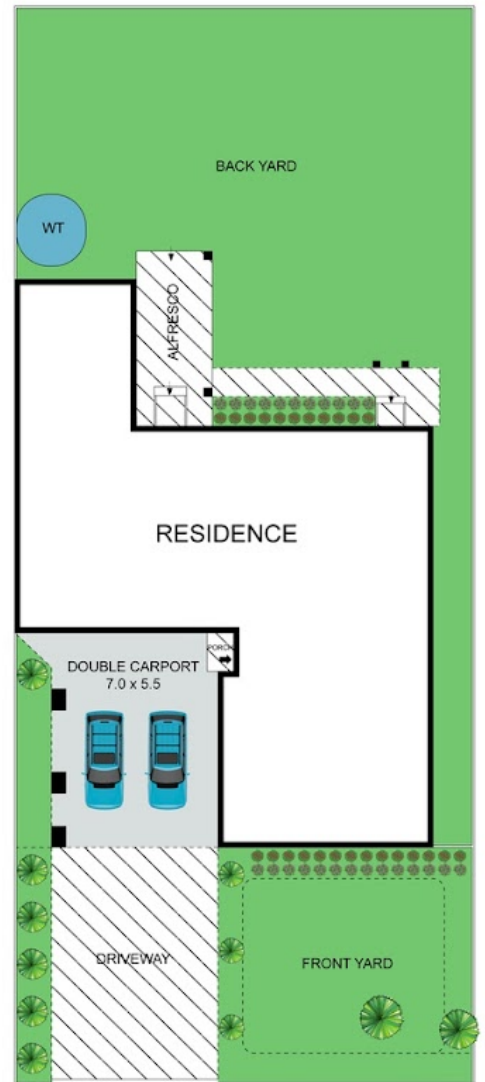 BACK YARD
WT
ALFRESCO
RESIDENCE
PORCH
DOUBLE CARPORT
7.0 x 5.5
DRIVEWAY
FRONT YARD